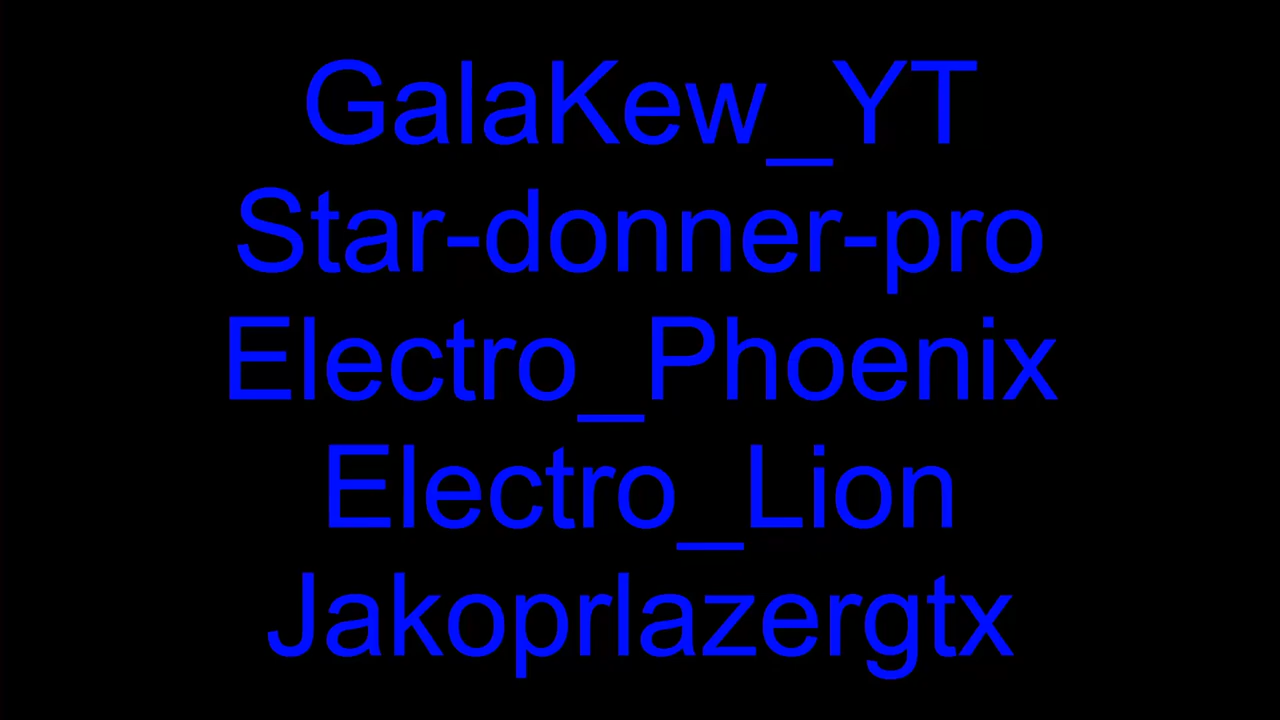 GalaKew_YT
Star-donner-pro
Electro_Phoenix
Electro_Lion
Jakoprlazergtx